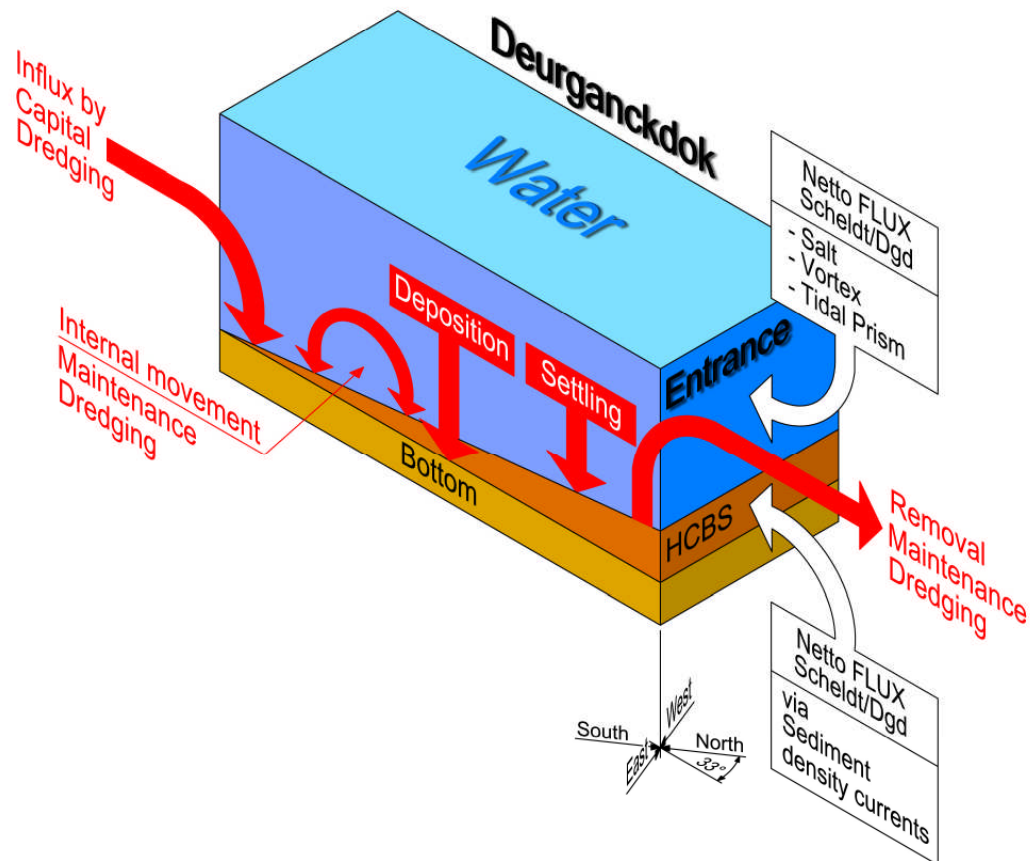 Deurganckdok
Water
Influx by
Capital
Dredging
Netto FLUX
Scheldt/Dgd
- Salt
- Vortex
- Tidal Prism
Deposition
Settling
Entrance
Internal movement
Maintenance
Dredging
Bottom
HCBS
Removal
Maintenance
Dredging
Netto FLUX
Scheldt/Dgd
via
Sediment
density currents
West
South
North
East
33°